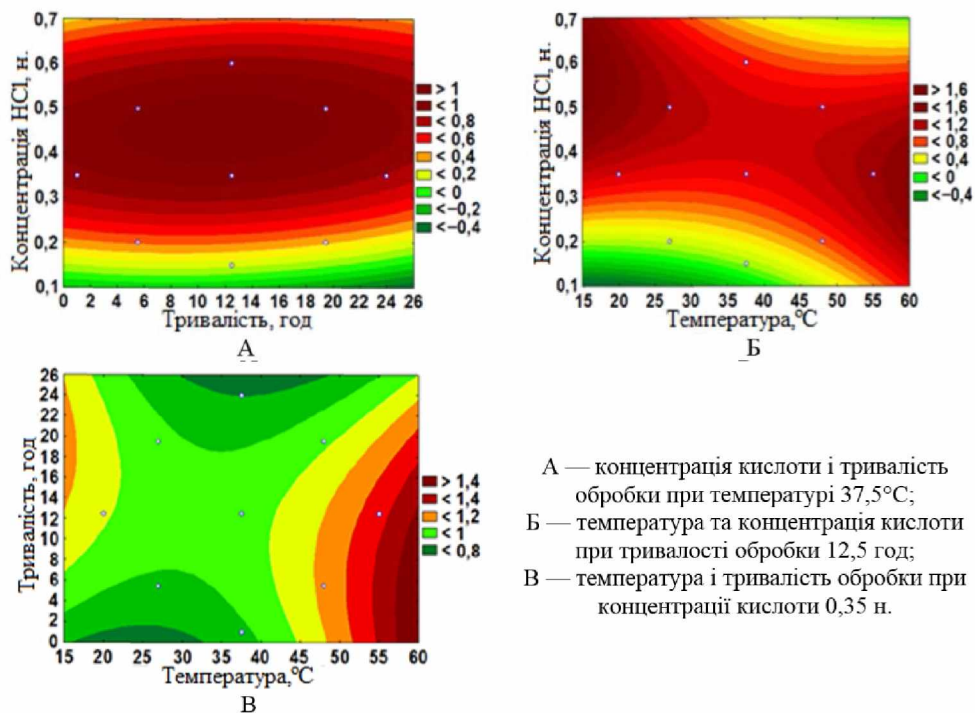 Концентрація HCl, н.
0,7
0,6
0,5
0,4
0,3
0,2
0,1
0 2 4 6 8 10 12 14 16 18 20 22 24 26
Тривалість, год
А
> 1
< 1
< 0,8
< 0,6
< 0,4
< 0,2
< 0
< −0,2
< −0,4
Концентрація HCl, н.
0,7
0,6
0,5
0,4
0,3
0,2
0,1
15 20 25 30 35 40 45 50 55 60
Температура,°С
Б
> 1,6
< 1,6
< 1,2
< 0,8
< 0,4
< 0
< −0,4
Тривалість, год
26
24
22
20
18
16
14
12
10
8
6
4
2
0
15 20 25 30 35 40 45 50 55 60
Температура,°С
В
> 1,4
< 1,4
< 1,2
< 1
< 0,8
А — концентрація кислоти і тривалість
обробки при температурі 37,5°С;
Б — температура та концентрація кислоти
при тривалості обробки 12,5 год;
В — температура і тривалість обробки при
концентрації кислоти 0,35 н.